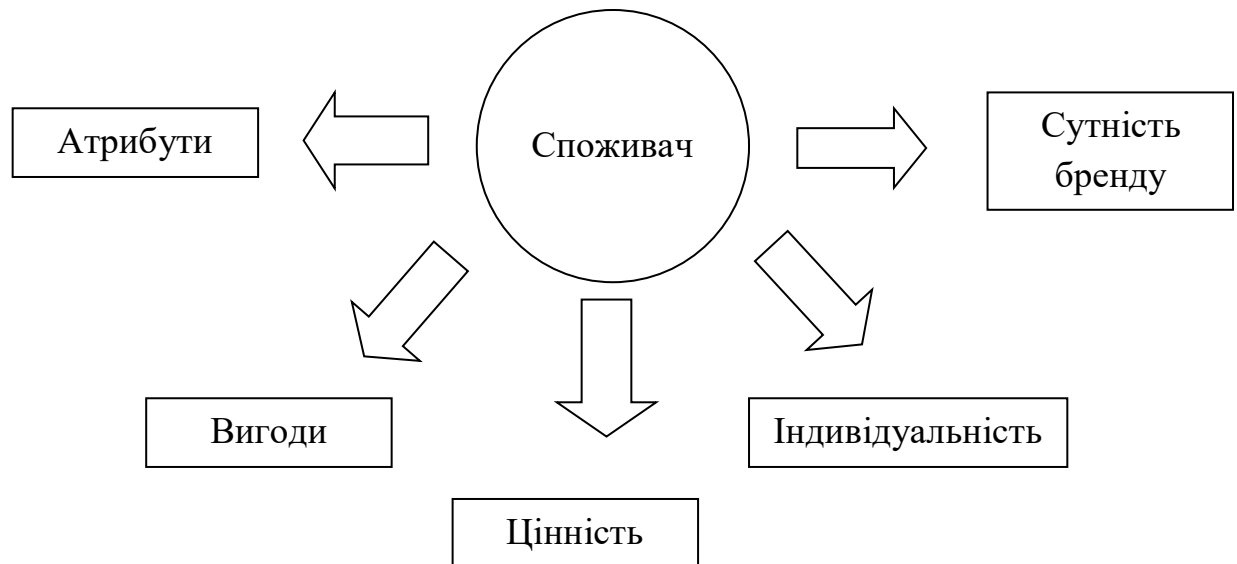 Споживач
Атрибути
Сутність
бренду
Вигоди
Індивідуальність
Цінність